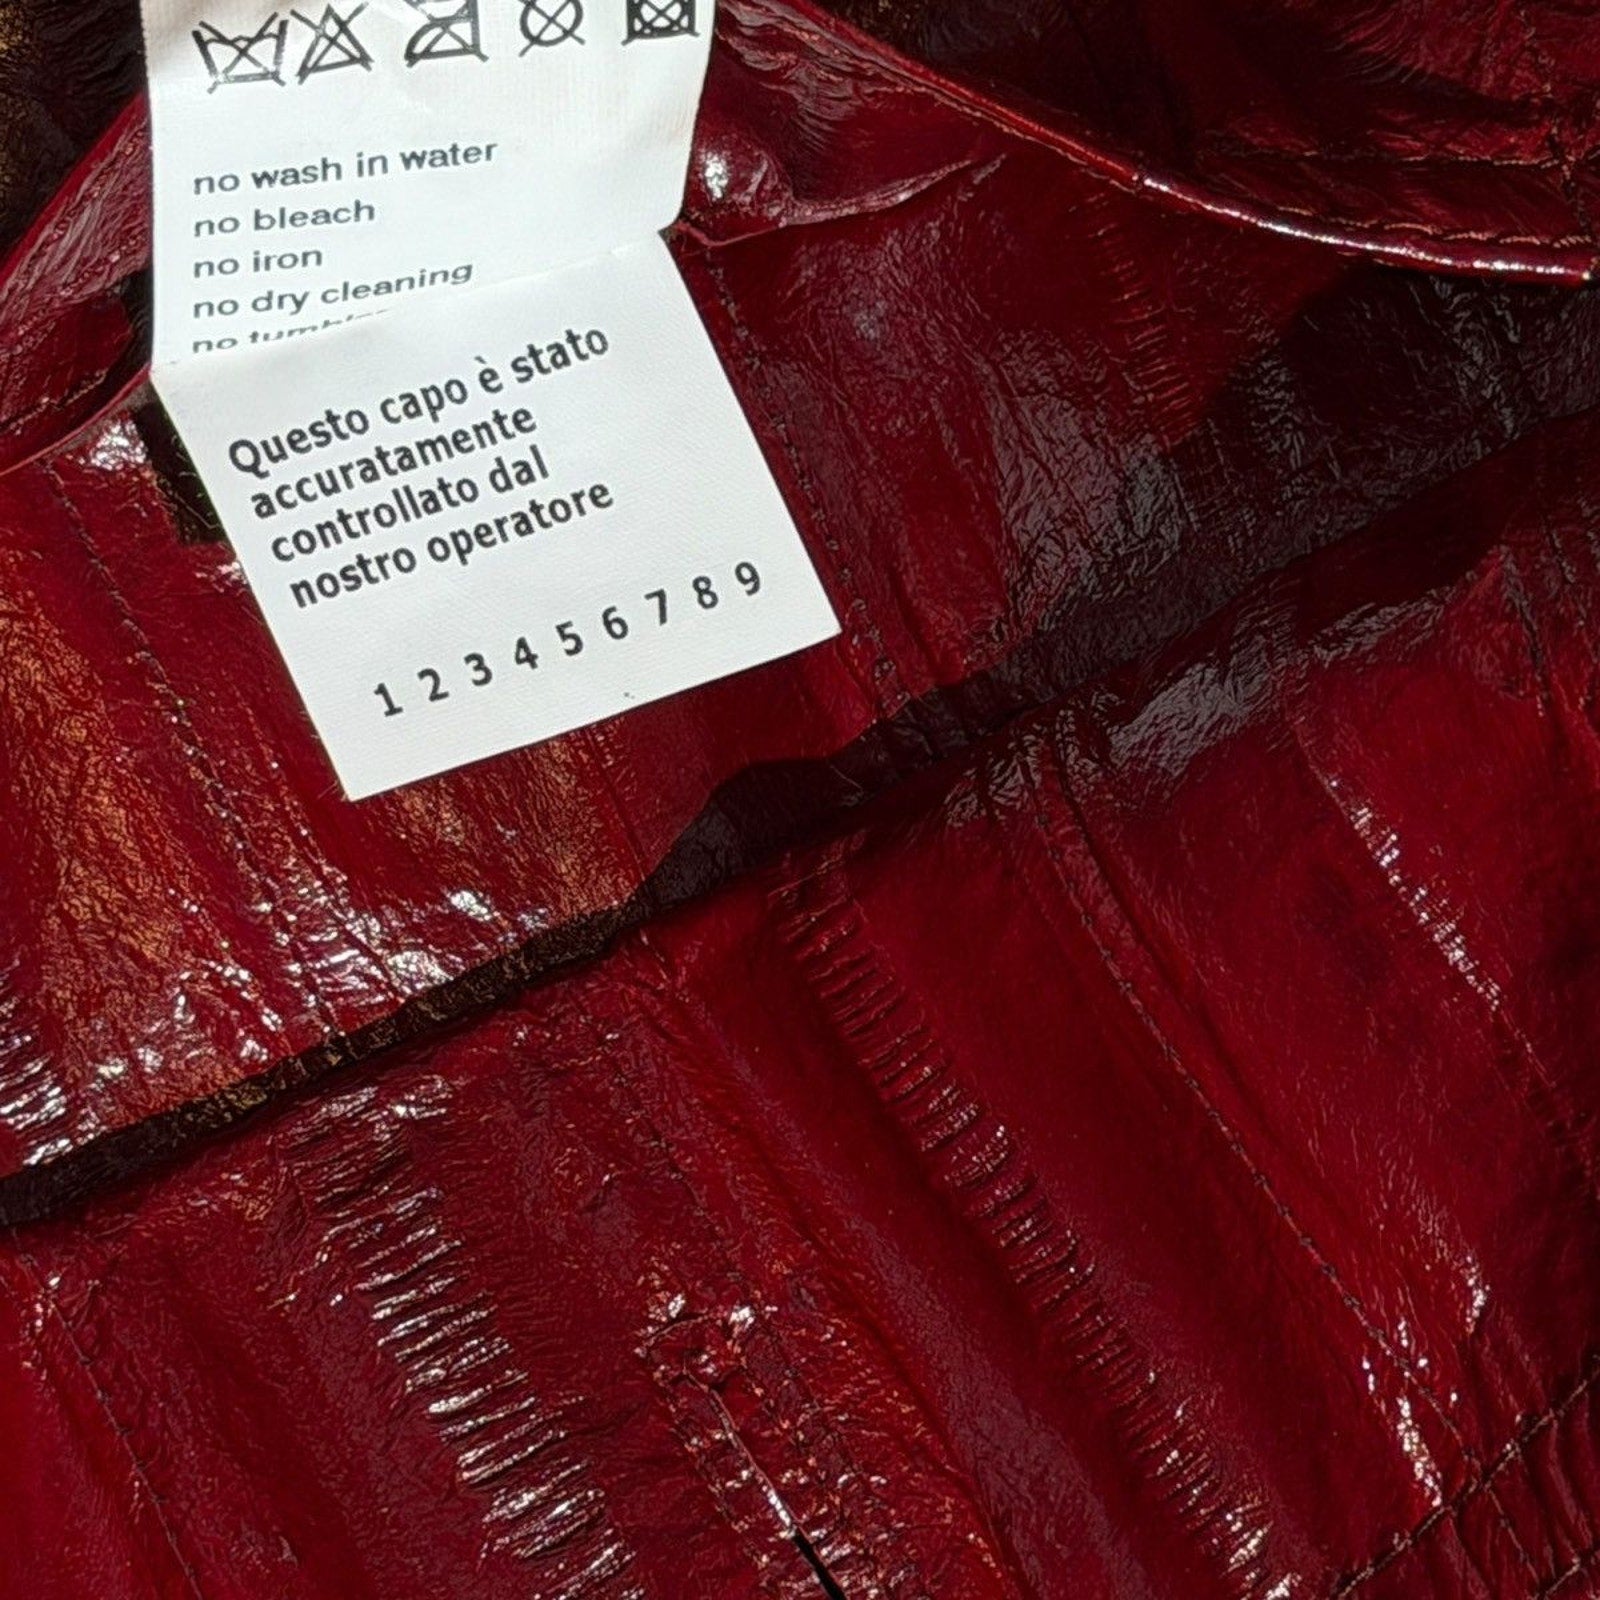 no wash in water
no bleach
no iron
no dry cleaning
no
Questo capo è stato
accuratamente
controllato dal
nostro operatore
1 2 3 4 5 6 7 8 9